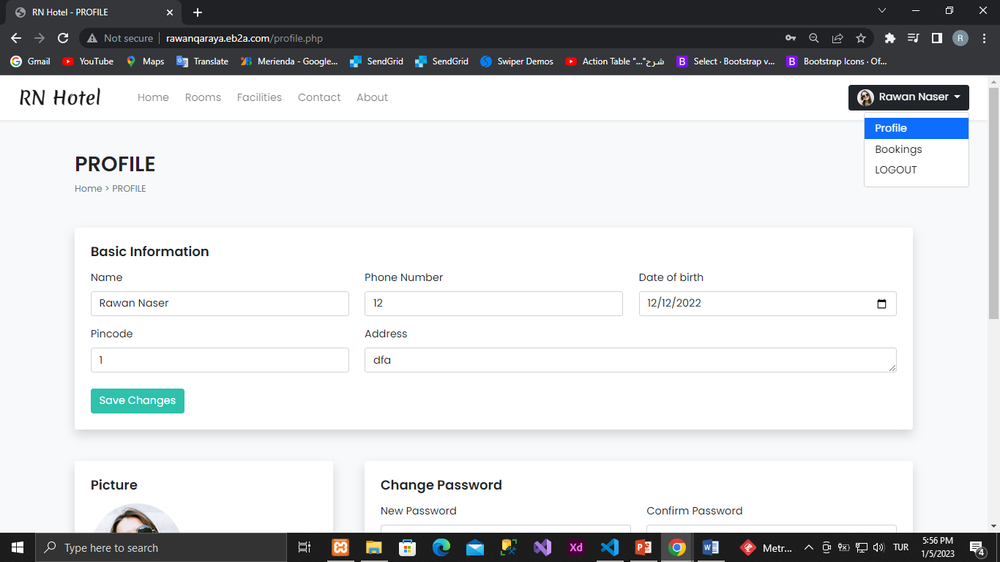 RN Hotel - PROFILE
Not secure rawanqaraya.eb2a.com/profile.php
R
Gmail YouTube Maps Translate Merienda - Google... SendGrid SendGrid Swiper Demos Action Table "..."شرح B Select · Bootstrap v... B Bootstrap Icons · Of...
RN Hotel Home Rooms Facilities Contact About Rawan Naser
Profile
Bookings
LOGOUT
PROFILE
Home > PROFILE
Basic Information
Name Phone Number Date of birth
Rawan Naser 12 12/12/2022
Pincode Address
1 dfa
Save Changes
Picture Change Password
New Password Confirm Password
Type here to search Xd Metr... TUR 5:56 PM
1/5/2023 4